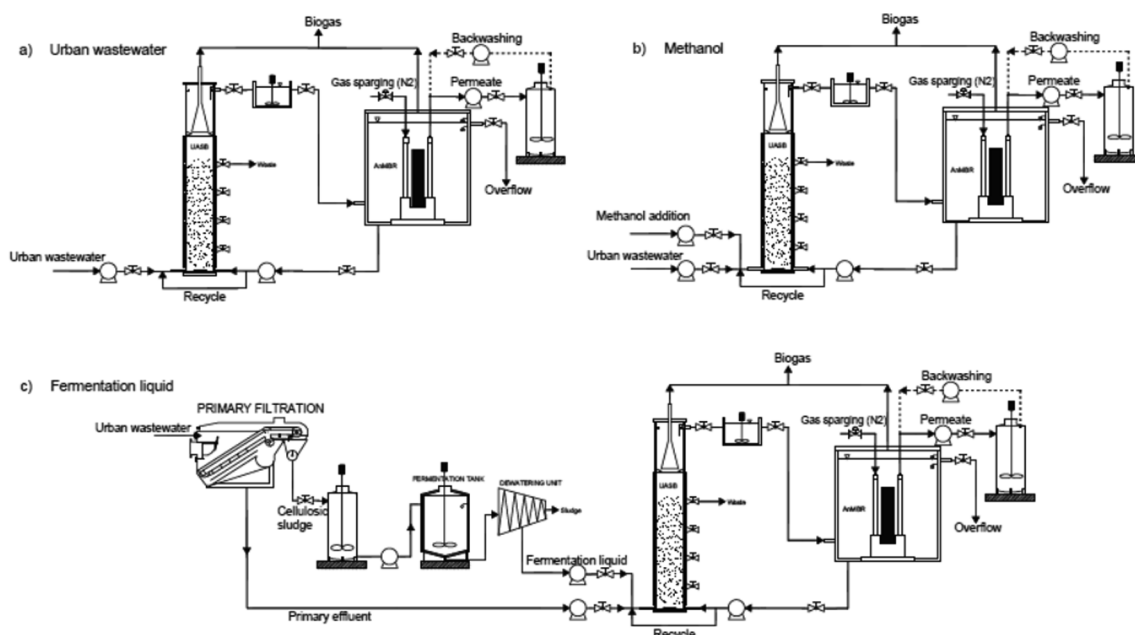 a) Urban wastewater
Biogas
Backwashing
Gas sparging (N2)
Permeate
UASB
Waste
AnMBR
Overflow
Urban wastewater
Recycle
b) Methanol
Biogas
Backwashing
Gas sparging (N2)
Permeate
UASB
Waste
AnMBR
Overflow
Methanol addition
Urban wastewater
Recycle
c) Fermentation liquid
Biogas
PRIMARY FILTRATION
Urban wastewater
Backwashing
Gas sparging (N2)
Permeate
FERMENTATION TANK
DEWATERING UNIT
UASB
Waste
Cellulosic
sludge
Sludge
AnMBR
Overflow
Fermentation liquid
Primary effluent
Recycle